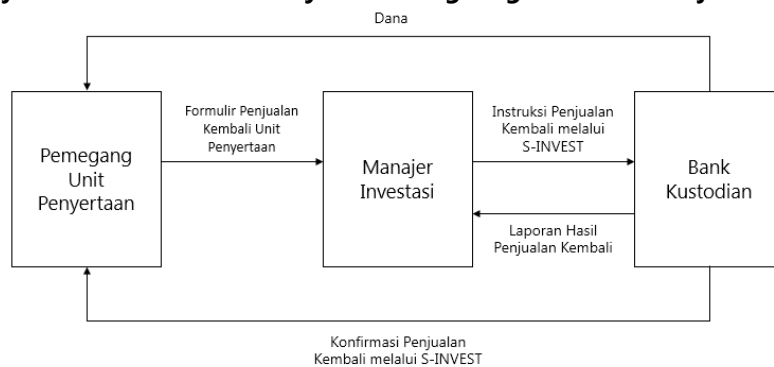 Dana
Formulir Penjualan
Kembali Unit
Penyertaan
Instruksi Penjualan
Kembali melalui
S-INVEST
Pemegang
Unit
Penyertaan
Manajer
Investasi
Bank
Kustodian
Laporan Hasil
Penjualan Kembali
Konfirmasi Penjualan
Kembali melalui S-INVEST